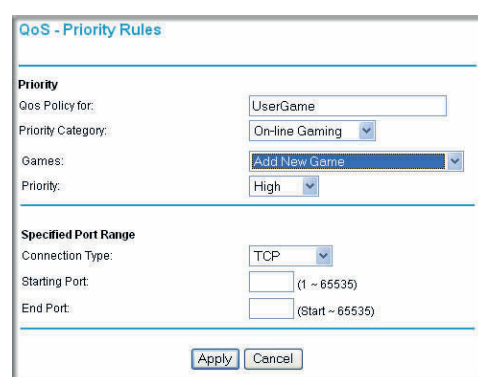 QoS - Priority Rules
Priority
Qos Policy for: UserGame
Priority Category: On-line Gaming
Games: Add New Game
Priority: High
Specified Port Range
Connection Type: TCP
Starting Port: (1 ~ 65535)
End Port: (Start ~ 65535)
Apply Cancel